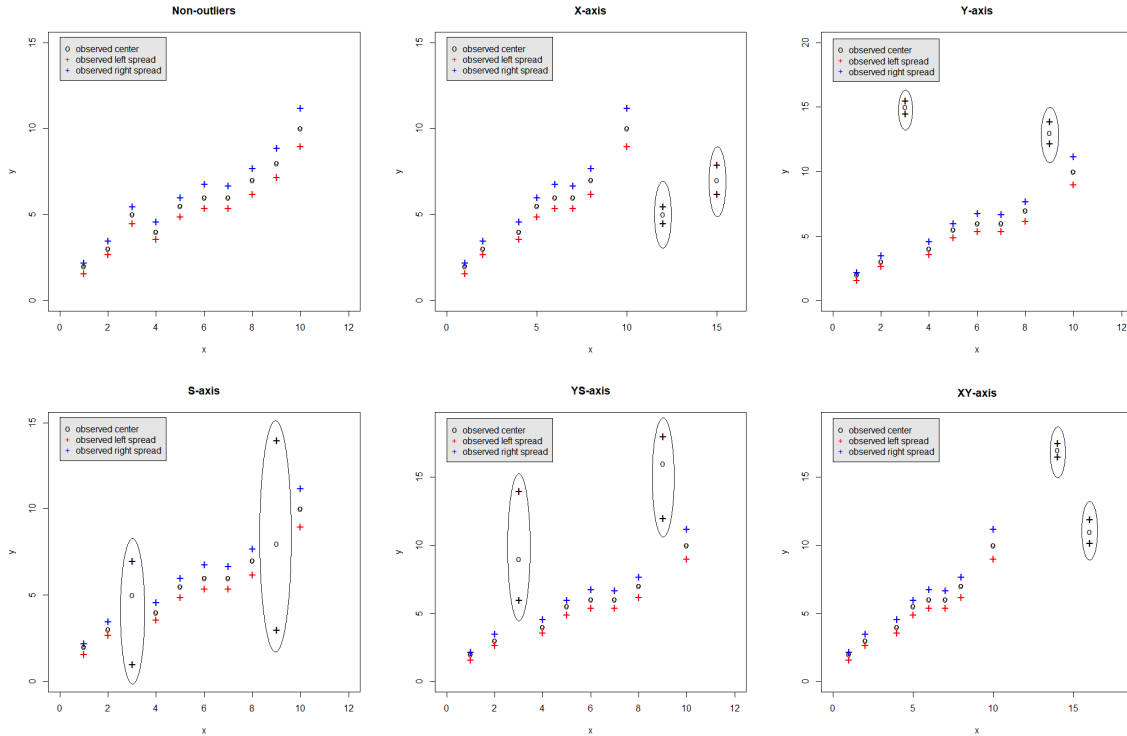 Non-outliers
15
10
5
0
y
o observed center
+ observed left spread
+ observed right spread
0 2 4 6 8 10 12
x
X-axis
15
10
5
0
y
o observed center
+ observed left spread
+ observed right spread
0 5 10 15
x
Y-axis
20
15
10
5
0
y
o observed center
+ observed left spread
+ observed right spread
0 2 4 6 8 10 12
x
S-axis
15
10
5
0
y
o observed center
+ observed left spread
+ observed right spread
0 2 4 6 8 10 12
x
YS-axis
15
10
5
0
y
o observed center
+ observed left spread
+ observed right spread
0 2 4 6 8 10 12
x
XY-axis
15
10
5
0
y
o observed center
+ observed left spread
+ observed right spread
0 5 10 15
x